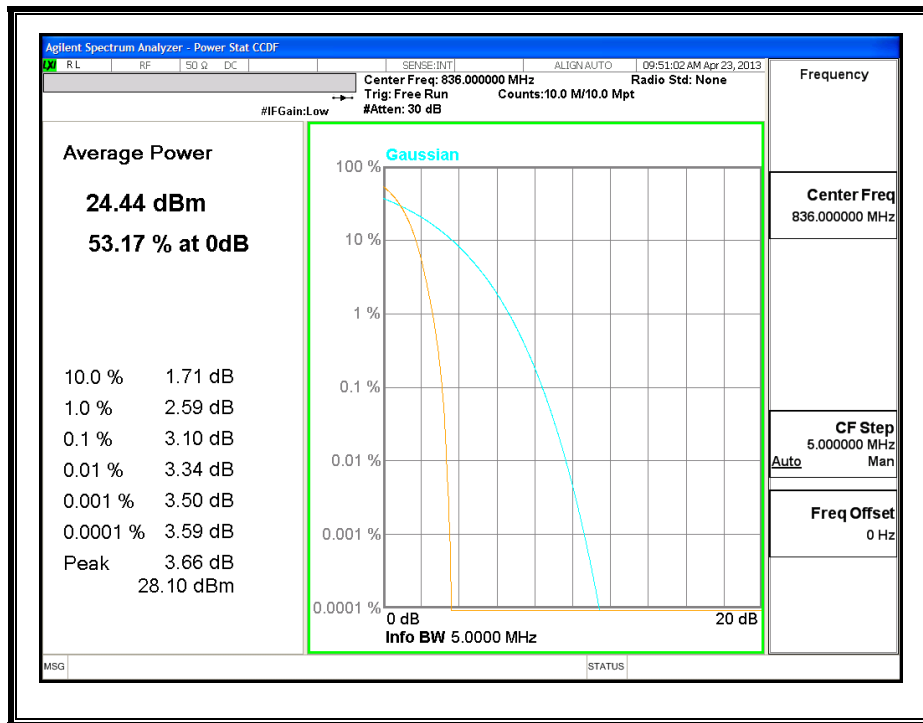 Agilent Spectrum Analyzer - Power Stat CCDF
LXI RL RF 50 Ω DC SENSE:INT ALIGN AUTO 09:51:02 AM Apr 23, 2013
Center Freq: 836.000000 MHz Radio Std: None
Trig: Free Run Counts:10.0 M/10.0 Mpt
#IFGain:Low #Atten: 30 dB
Frequency
Average Power
24.44 dBm
53.17 % at 0dB
10.0 % 1.71 dB
1.0 % 2.59 dB
0.1 % 3.10 dB
0.01 % 3.34 dB
0.001 % 3.50 dB
0.0001 % 3.59 dB
Peak 3.66 dB
28.10 dBm
Gaussian
100 %
10 %
1 %
0.1 %
0.01 %
0.001 %
0.0001 %
0 dB 20 dB
Info BW 5.0000 MHz
Center Freq
836.000000 MHz
CF Step
5.000000 MHz
Auto Man
Freq Offset
0 Hz
MSG STATUS